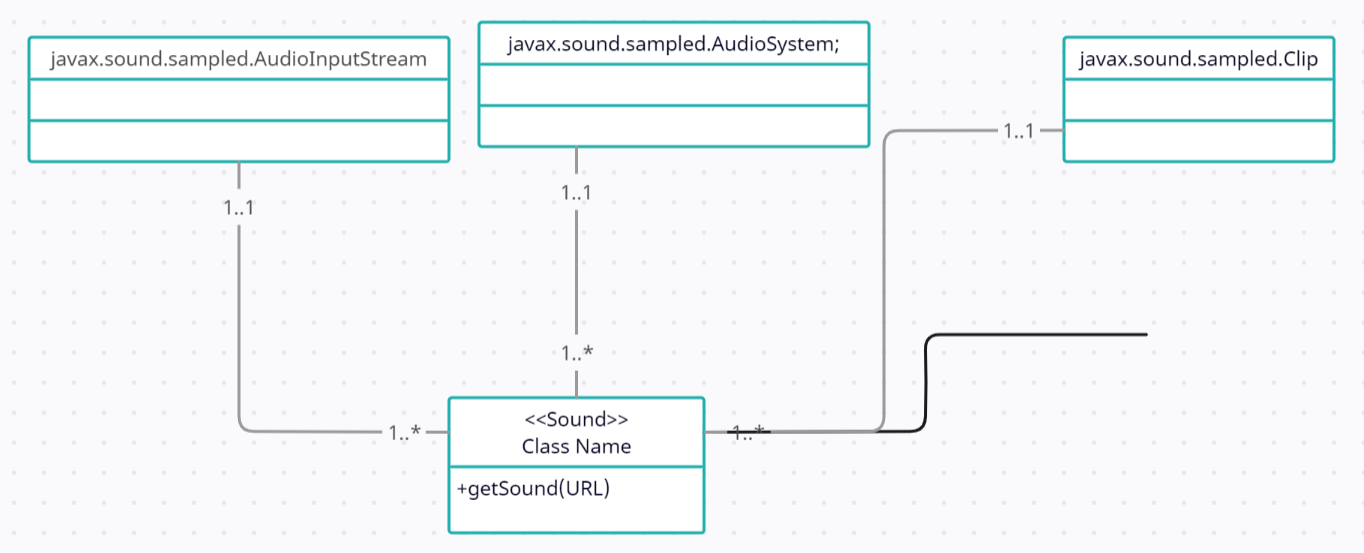 javax.sound.sampled.AudioInputStream
javax.sound.sampled.AudioSystem;
javax.sound.sampled.Clip
1..1
1..1
1..1
1..*
1..*
1..*
<<Sound>>
Class Name
+getSound(URL)